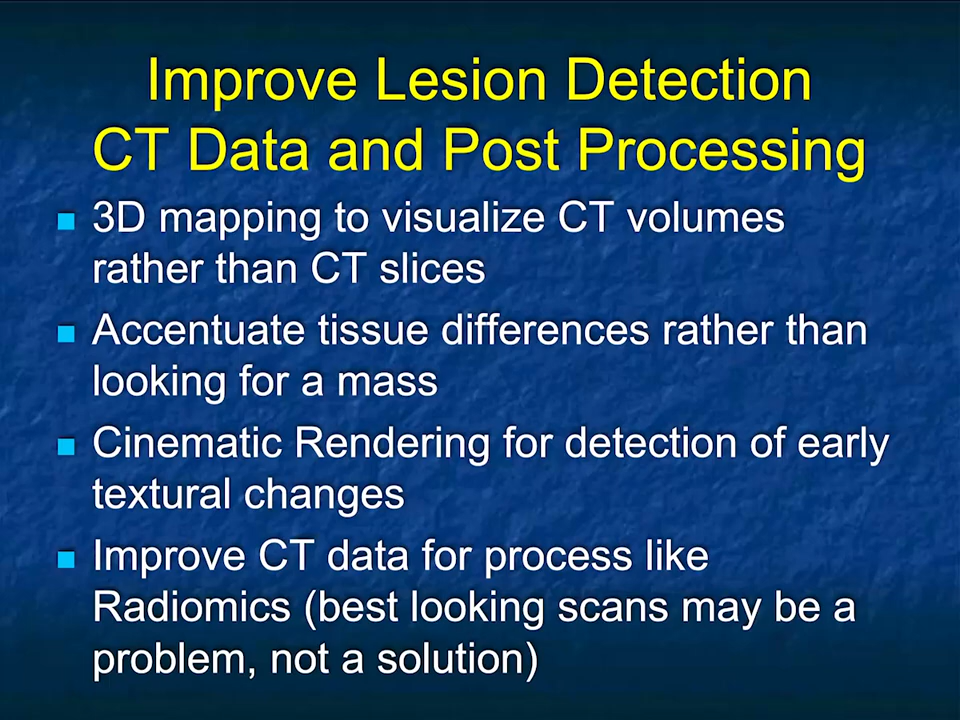 Improve Lesion Detection
CT Data and Post Processing
3D mapping to visualize CT volumes
rather than CT slices
Accentuate tissue differences rather than
looking for a mass
Cinematic Rendering for detection of early
textural changes
Improve CT data for process like
Radiomics (best looking scans may be a
problem, not a solution)